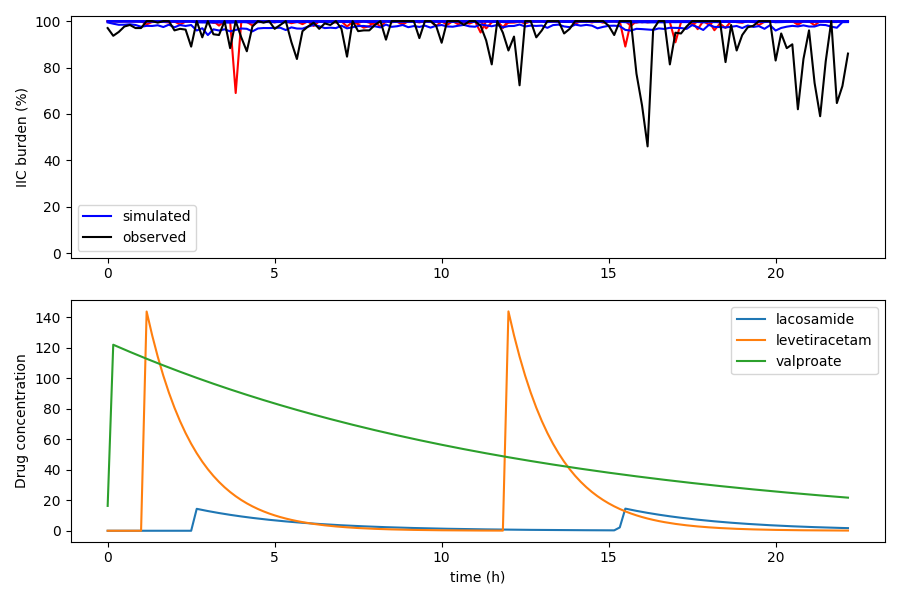 100
80
60
40
20
0
IIC burden (%)
simulated
observed
0 5 10 15 20
140
120
100
80
60
40
20
0
Drug concentration
lacosamide
levetiracetam
valproate
0 5 10 15 20
time (h)